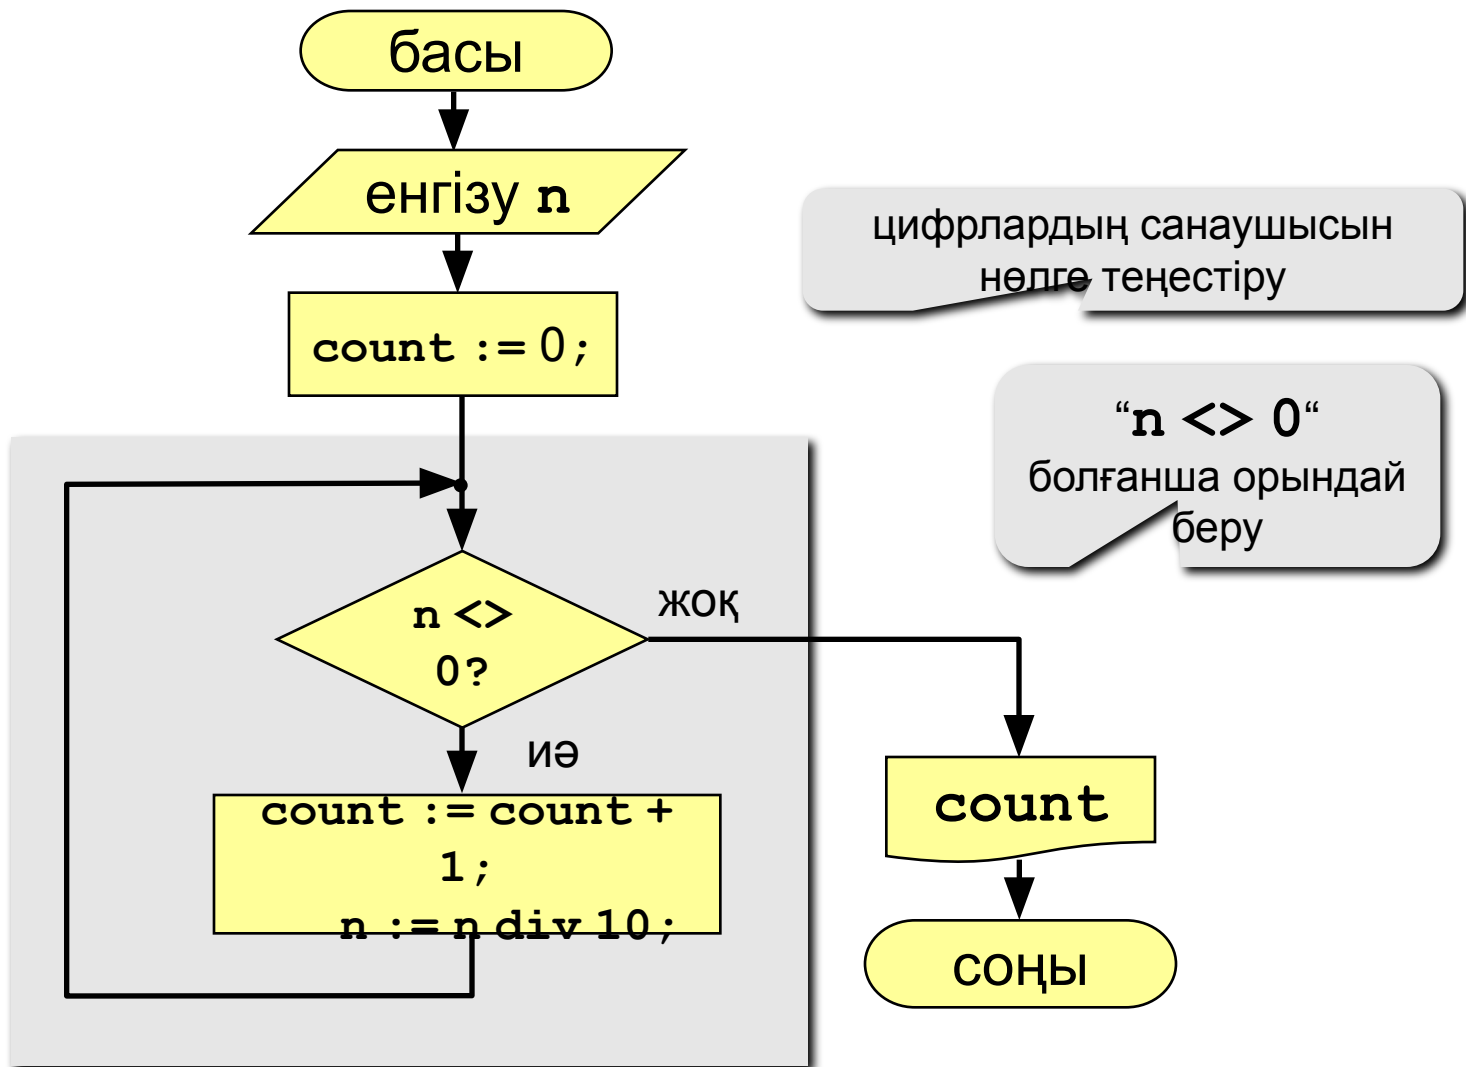 басы
енгізу n
цифрлардың санаушысын
нөлге теңестіру
count := 0;
“n <> 0“
болғанша орындай
беру
n <>
0?
жоқ
иә
count := count +
1;
n := n div 10;
count
соңы